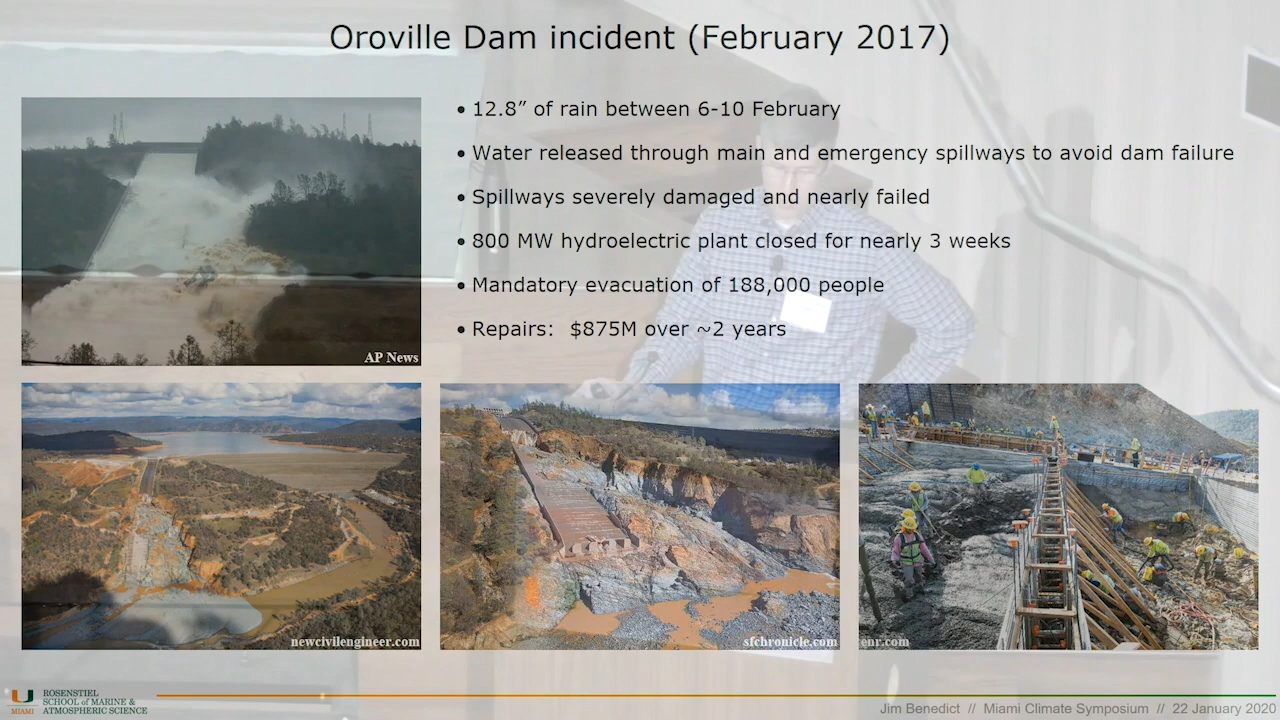 Oroville Dam incident (February 2017)
• 12.8” of rain between 6-10 February
• Water released through main and emergency spillways to avoid dam failure
• Spillways severely damaged and nearly failed
• 800 MW hydroelectric plant closed for nearly 3 weeks
• Mandatory evacuation of 188,000 people
• Repairs: $875M over ~2 years
AP News
newcivilengineer.com
sfchronicle.com
enr.com
U
MIAMI
ROSENSTIEL
SCHOOL of MARINE &
ATMOSPHERIC SCIENCE
Jim Benedict // Miami Climate Symposium // 22 January 2020